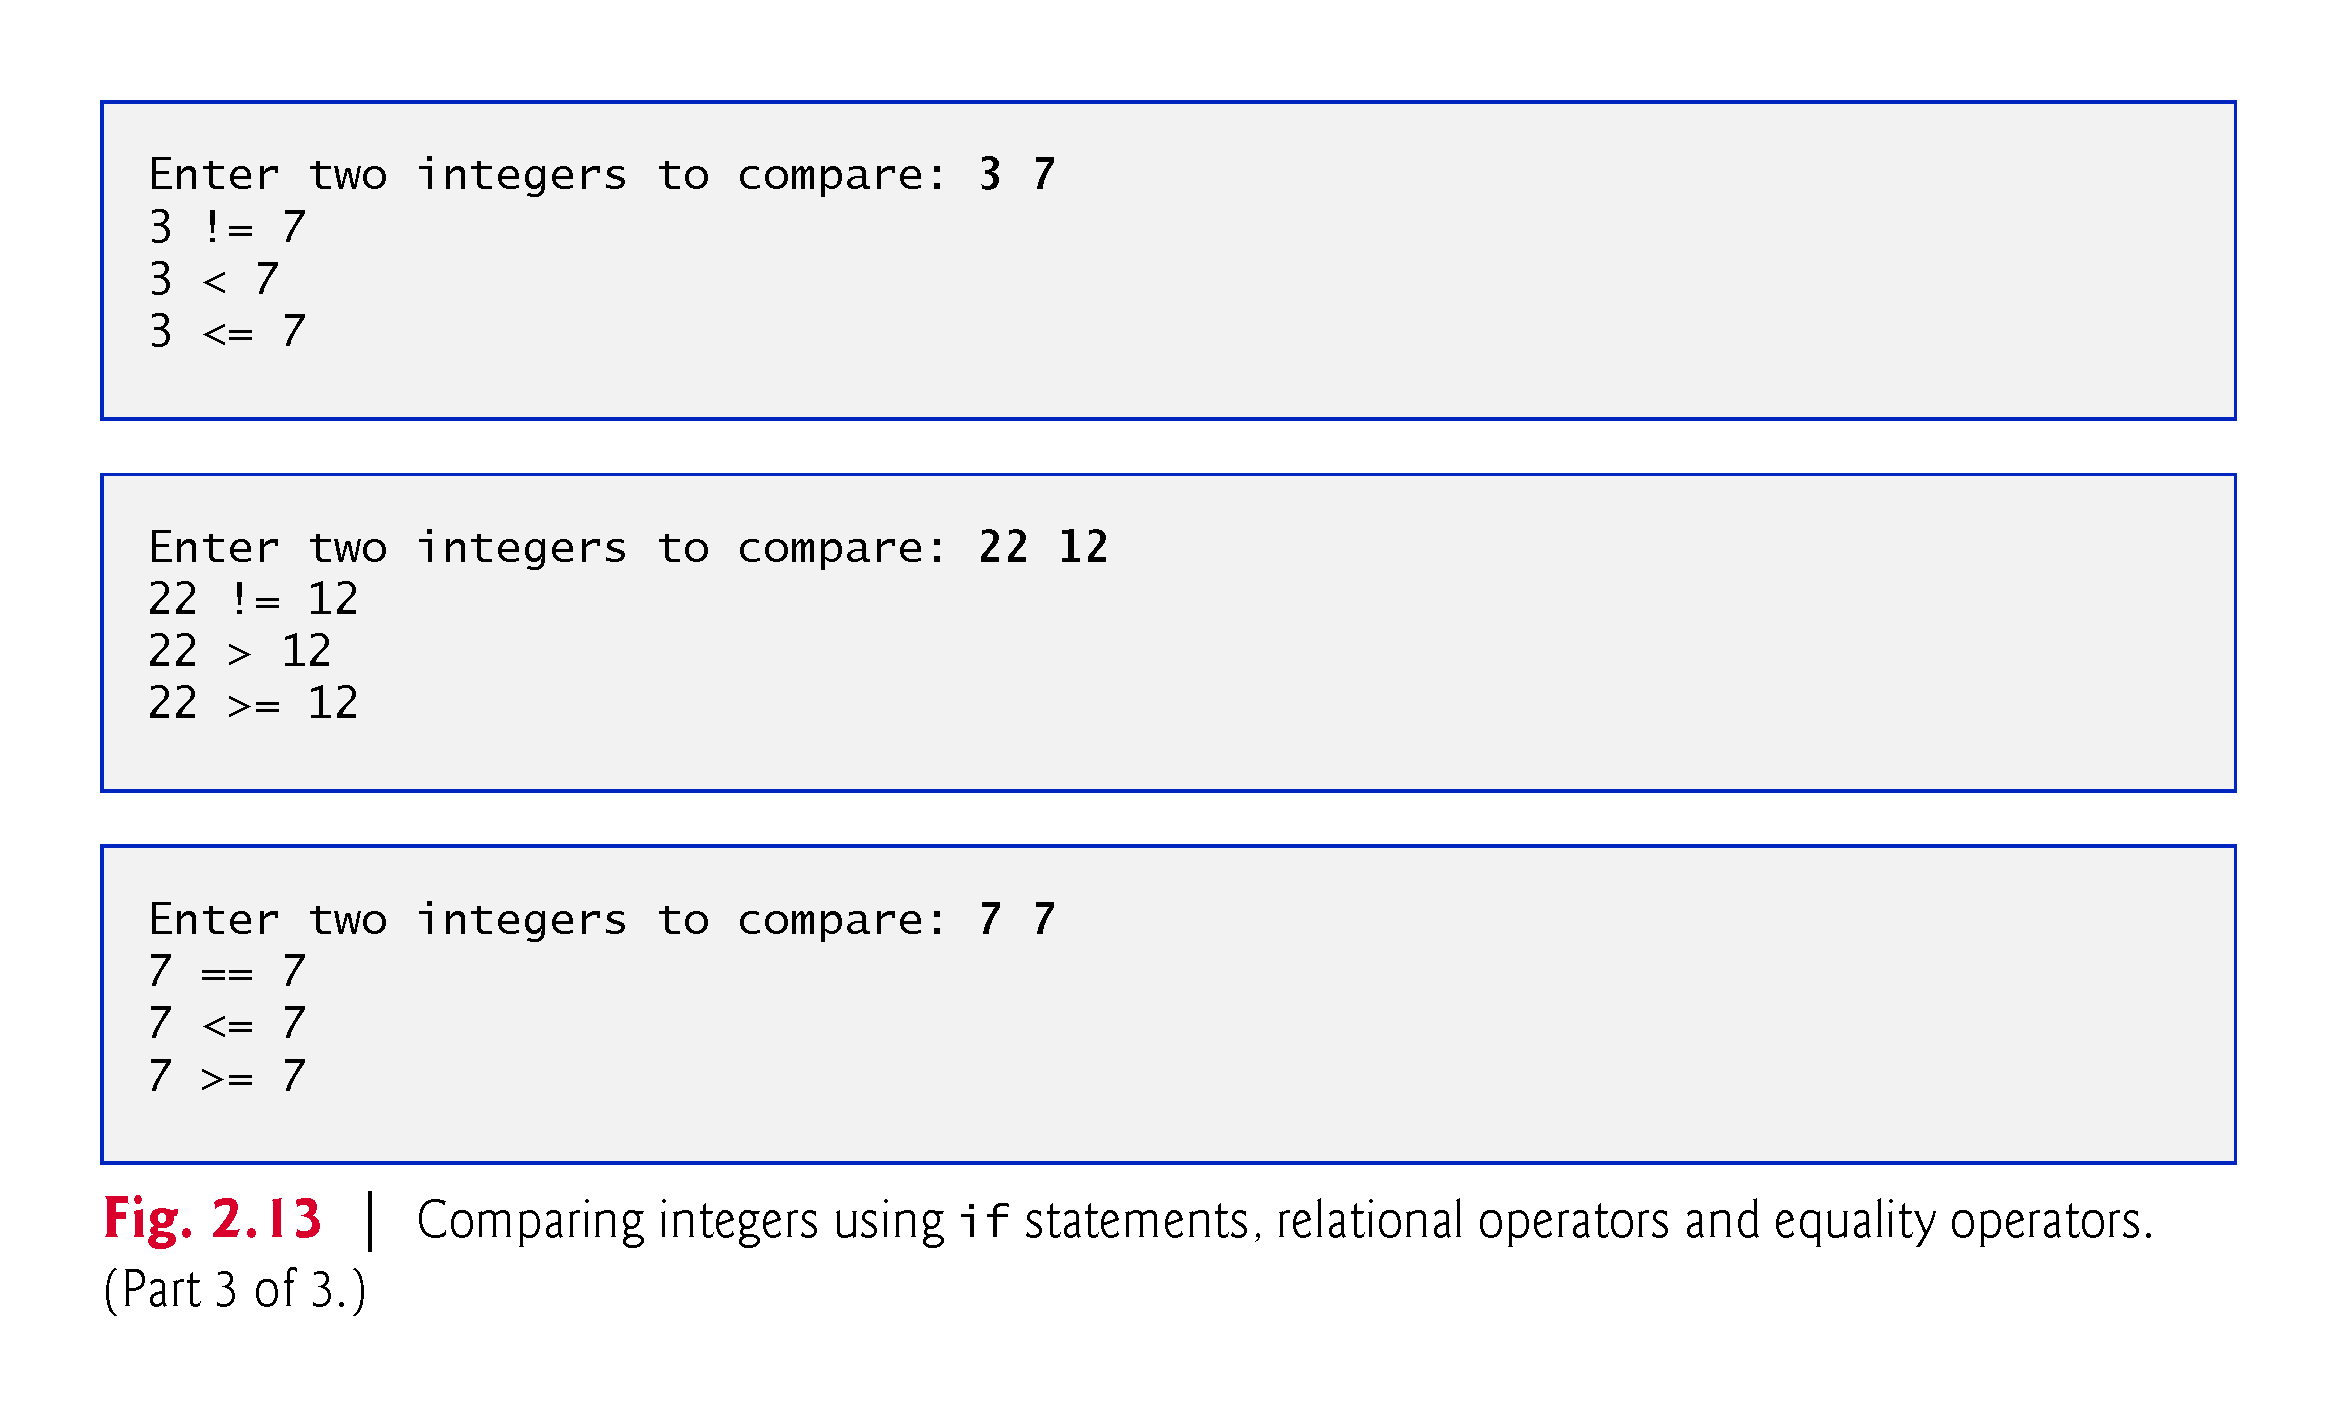 Enter two integers to compare: 3 7
3 != 7
3 < 7
3 <= 7
Enter two integers to compare: 22 12
22 != 12
22 > 12
22 >= 12
Enter two integers to compare: 7 7
7 == 7
7 <= 7
7 >= 7
Fig. 2.13 | Comparing integers using if statements, relational operators and equality operators.
(Part 3 of 3.)